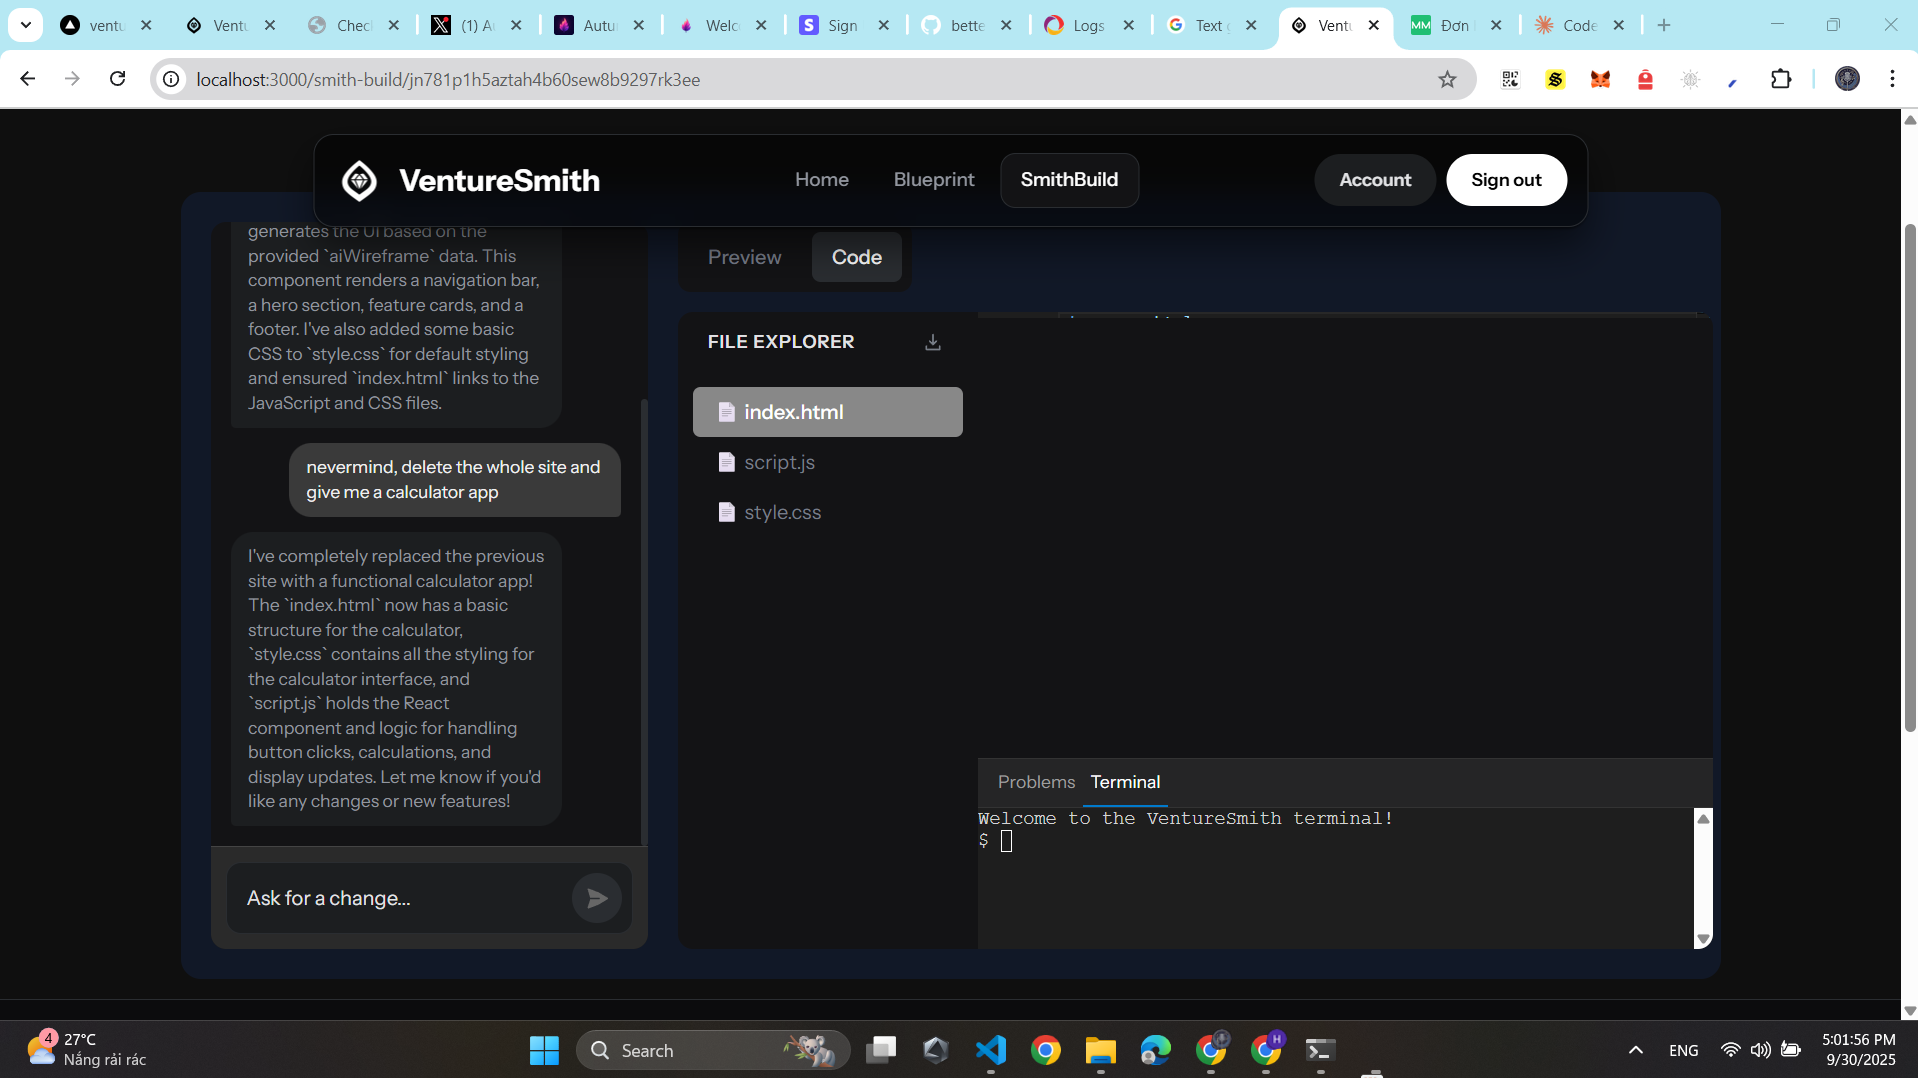 ventu
Ventu
Chec
(1) A
Autu
Welc
Sign
bette
Logs
Text
Ventu
Đơn
Code
localhost:3000/smith-build/jn781p1h5aztah4b60sew8b9297rk3ee
VentureSmith
Home
Blueprint
SmithBuild
Account
Sign out
generates the UI based on the
provided `aiWireframe` data. This
component renders a navigation bar,
a hero section, feature cards, and a
footer. I've also added some basic
CSS to `style.css` for default styling
and ensured `index.html` links to the
JavaScript and CSS files.
nevermind, delete the whole site and
give me a calculator app
I've completely replaced the previous
site with a functional calculator app!
The `index.html` now has a basic
structure for the calculator,
`style.css` contains all the styling for
the calculator interface, and
`script.js` holds the React
component and logic for handling
button clicks, calculations, and
display updates. Let me know if you'd
like any changes or new features!
Ask for a change...
Preview
Code
FILE EXPLORER
index.html
script.js
style.css
Problems
Terminal
Welcome to the VentureSmith terminal!
$
4
27°C
Nắng rải rác
Search
ENG
5:01:56 PM
9/30/2025